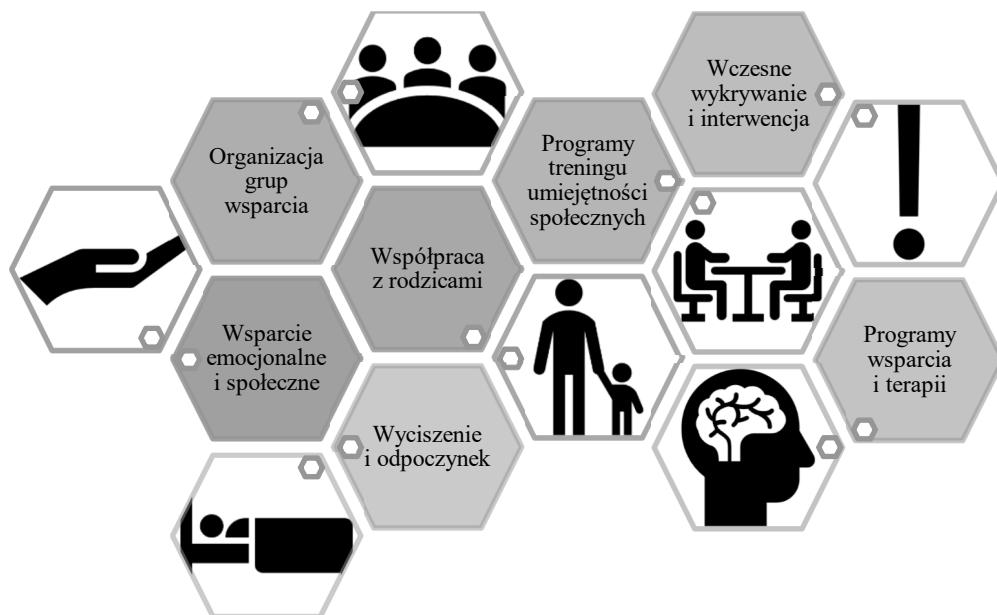 Wczesne
wykrywanie
i interwencja
Organizacja
grup
wsparcia
Programy
treningu
umiejętności
społecznych
Współpraca
z rodzicami
Wsparcie
emocjonalne
i społeczne
Programy
wsparcia
i terapii
Wyciszenie
i odpoczynek